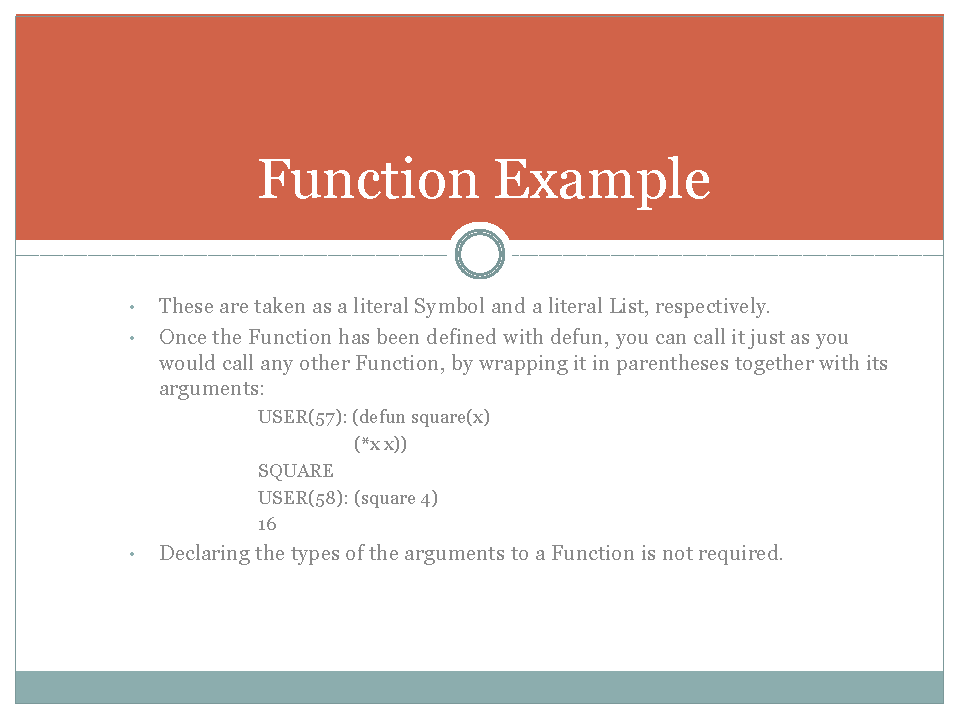 Function Example
• These are taken as a literal Symbol and a literal List, respectively.
• Once the Function has been defined with defun, you can call it just as you
would call any other Function, by wrapping it in parentheses together with its
arguments:
USER(57): (defun square(x)
(*x x))
SQUARE
USER(58): (square 4)
16
• Declaring the types of the arguments to a Function is not required.